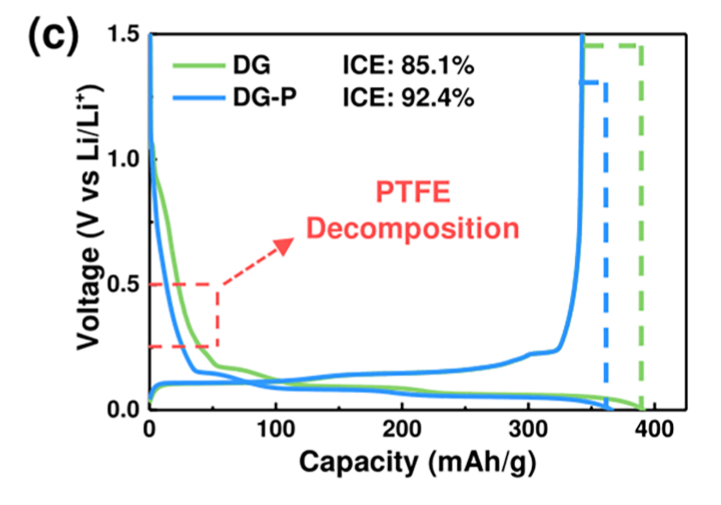 (c)
1.5
1.0
0.5
0.0
Voltage (V vs Li/Li⁺)
DG ICE: 85.1%
DG-P ICE: 92.4%
PTFE
Decomposition
0 100 200 300 400
Capacity (mAh/g)